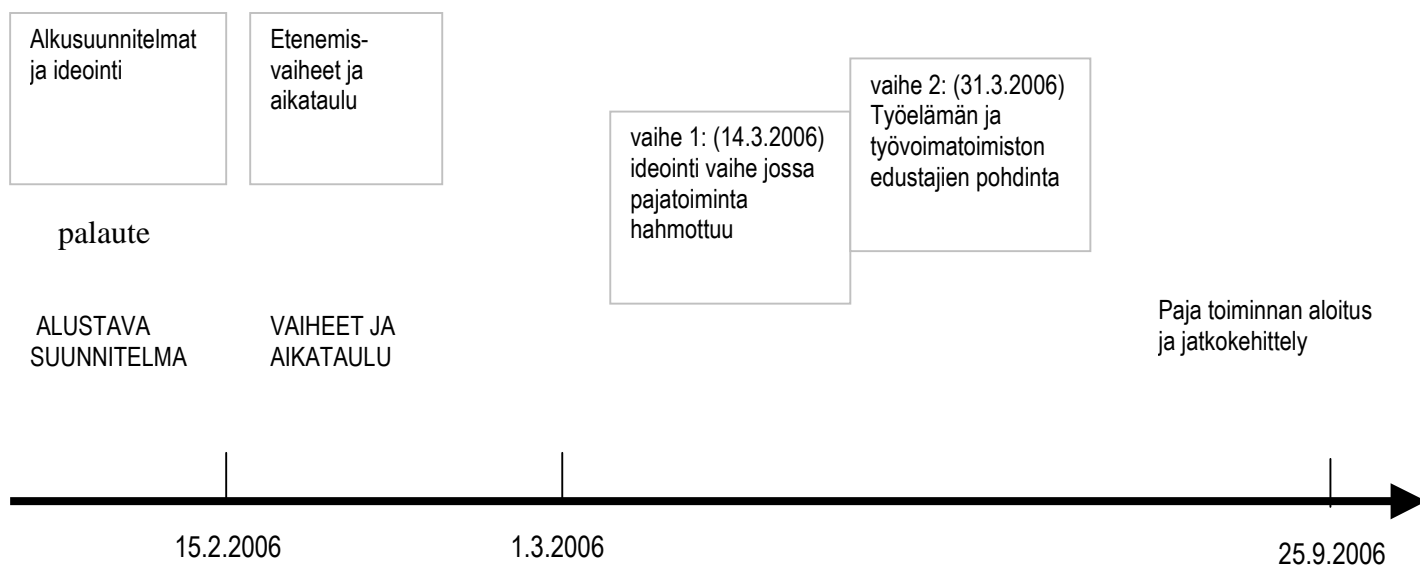 Alkusuunnitelmat
ja ideointi
Etenemis-
vaiheet ja
aikataulu
vaihe 1: (14.3.2006)
ideointi vaihe jossa
pajatoiminta
hahmottuu
vaihe 2: (31.3.2006)
Työelämän ja
työvoimatoimiston
edustajien pohdinta
palaute
ALUSTAVA
SUUNNITELMA
VAIHEET JA
AIKATAULU
Paja toiminnan aloitus
ja jatkokehittely
15.2.2006
1.3.2006
25.9.2006